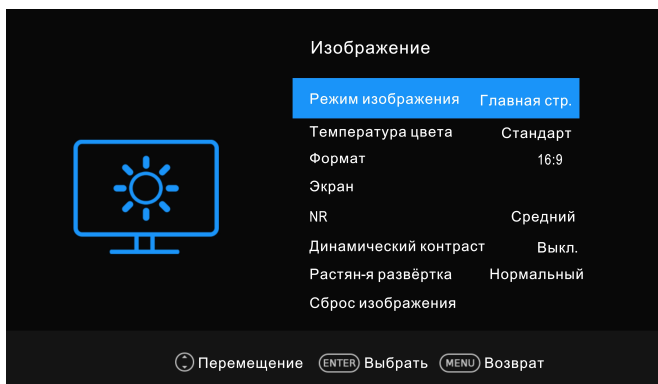 Изображение
Режим изображения Главная стр.
Температура цвета Стандарт
Формат 16:9
Экран
NR Средний
Динамический контраст Выкл.
Растян-я развёртка Нормальный
Сброс изображения
Перемещение ENTER Выбрать MENU Возврат